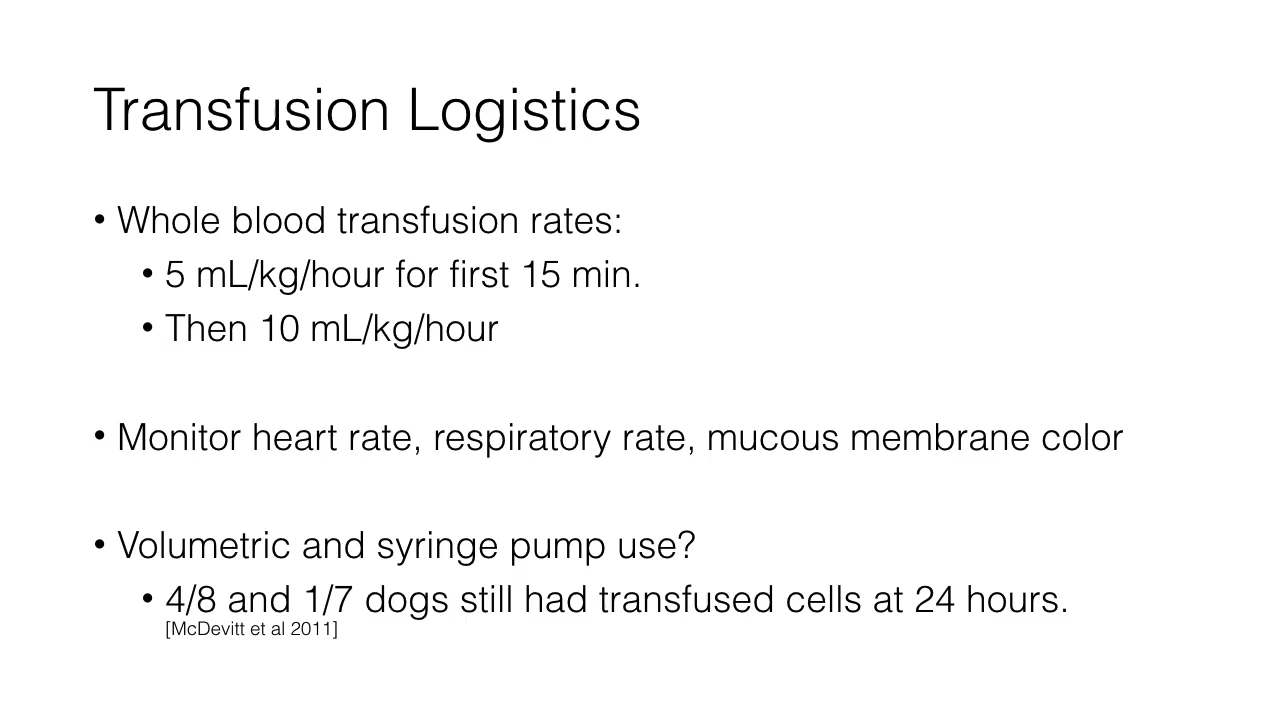 Transfusion Logistics
• Whole blood transfusion rates:
• 5 mL/kg/hour for first 15 min.
• Then 10 mL/kg/hour
• Monitor heart rate, respiratory rate, mucous membrane color
• Volumetric and syringe pump use?
• 4/8 and 1/7 dogs still had transfused cells at 24 hours.
[McDevitt et al 2011]